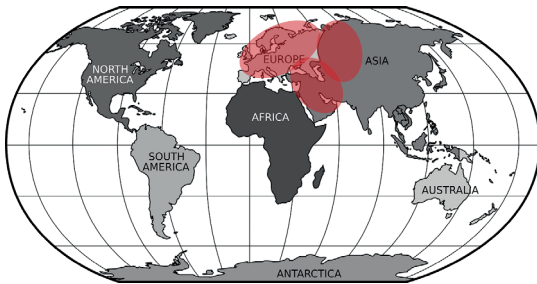 NORTH
AMERICA
EUROPE
ASIA
AFRICA
SOUTH
AMERICA
AUSTRALIA
ANTARCTICA